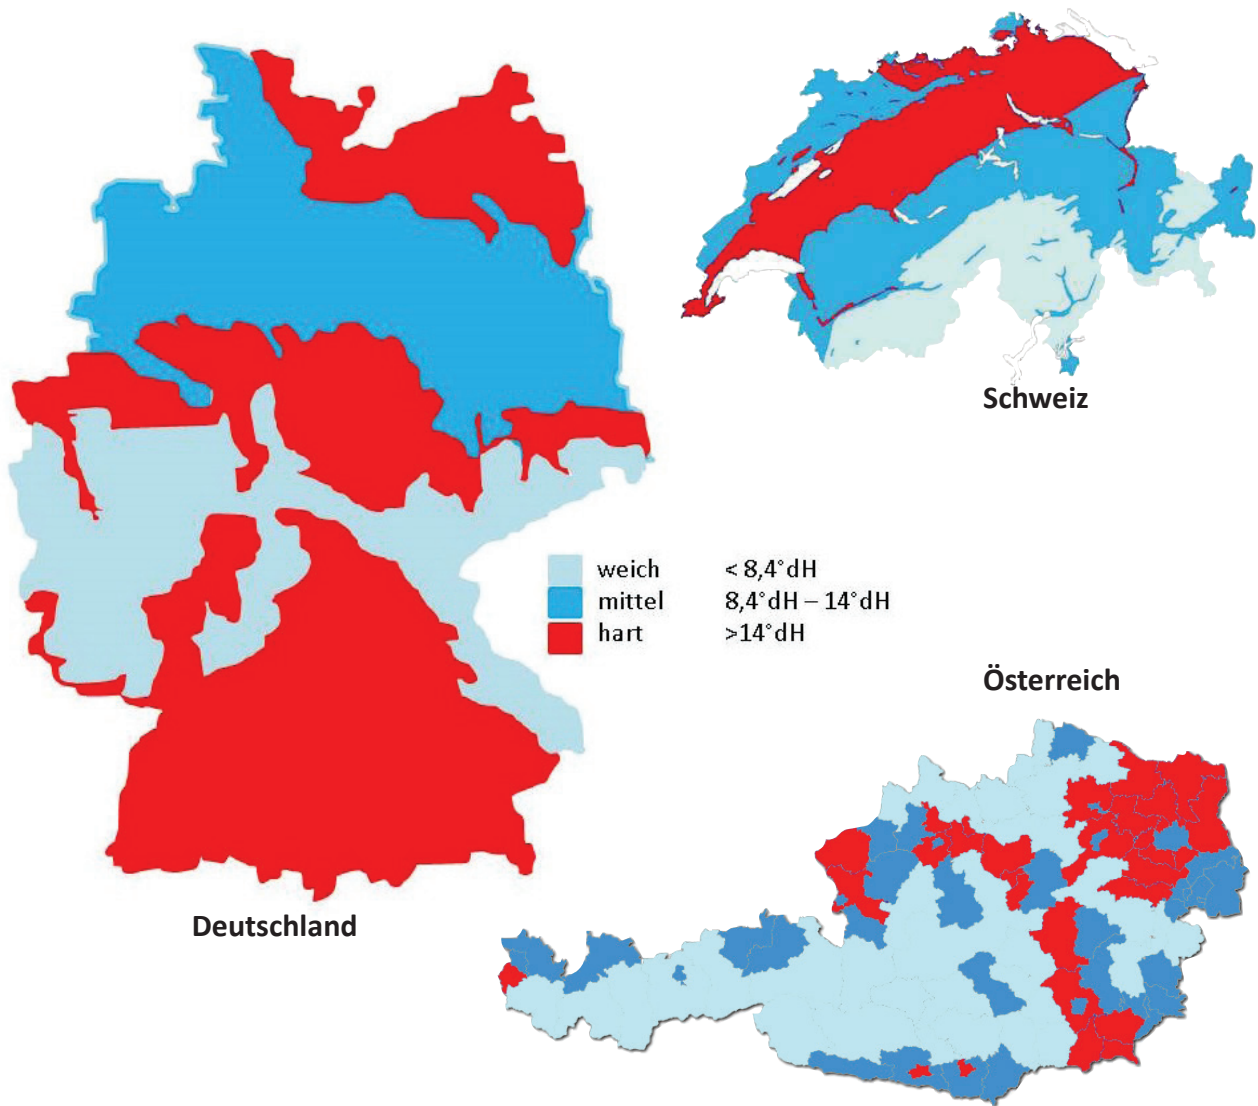 Schweiz
weich < 8,4°dH
mittel 8,4°dH – 14°dH
hart >14°dH
Österreich
Deutschland